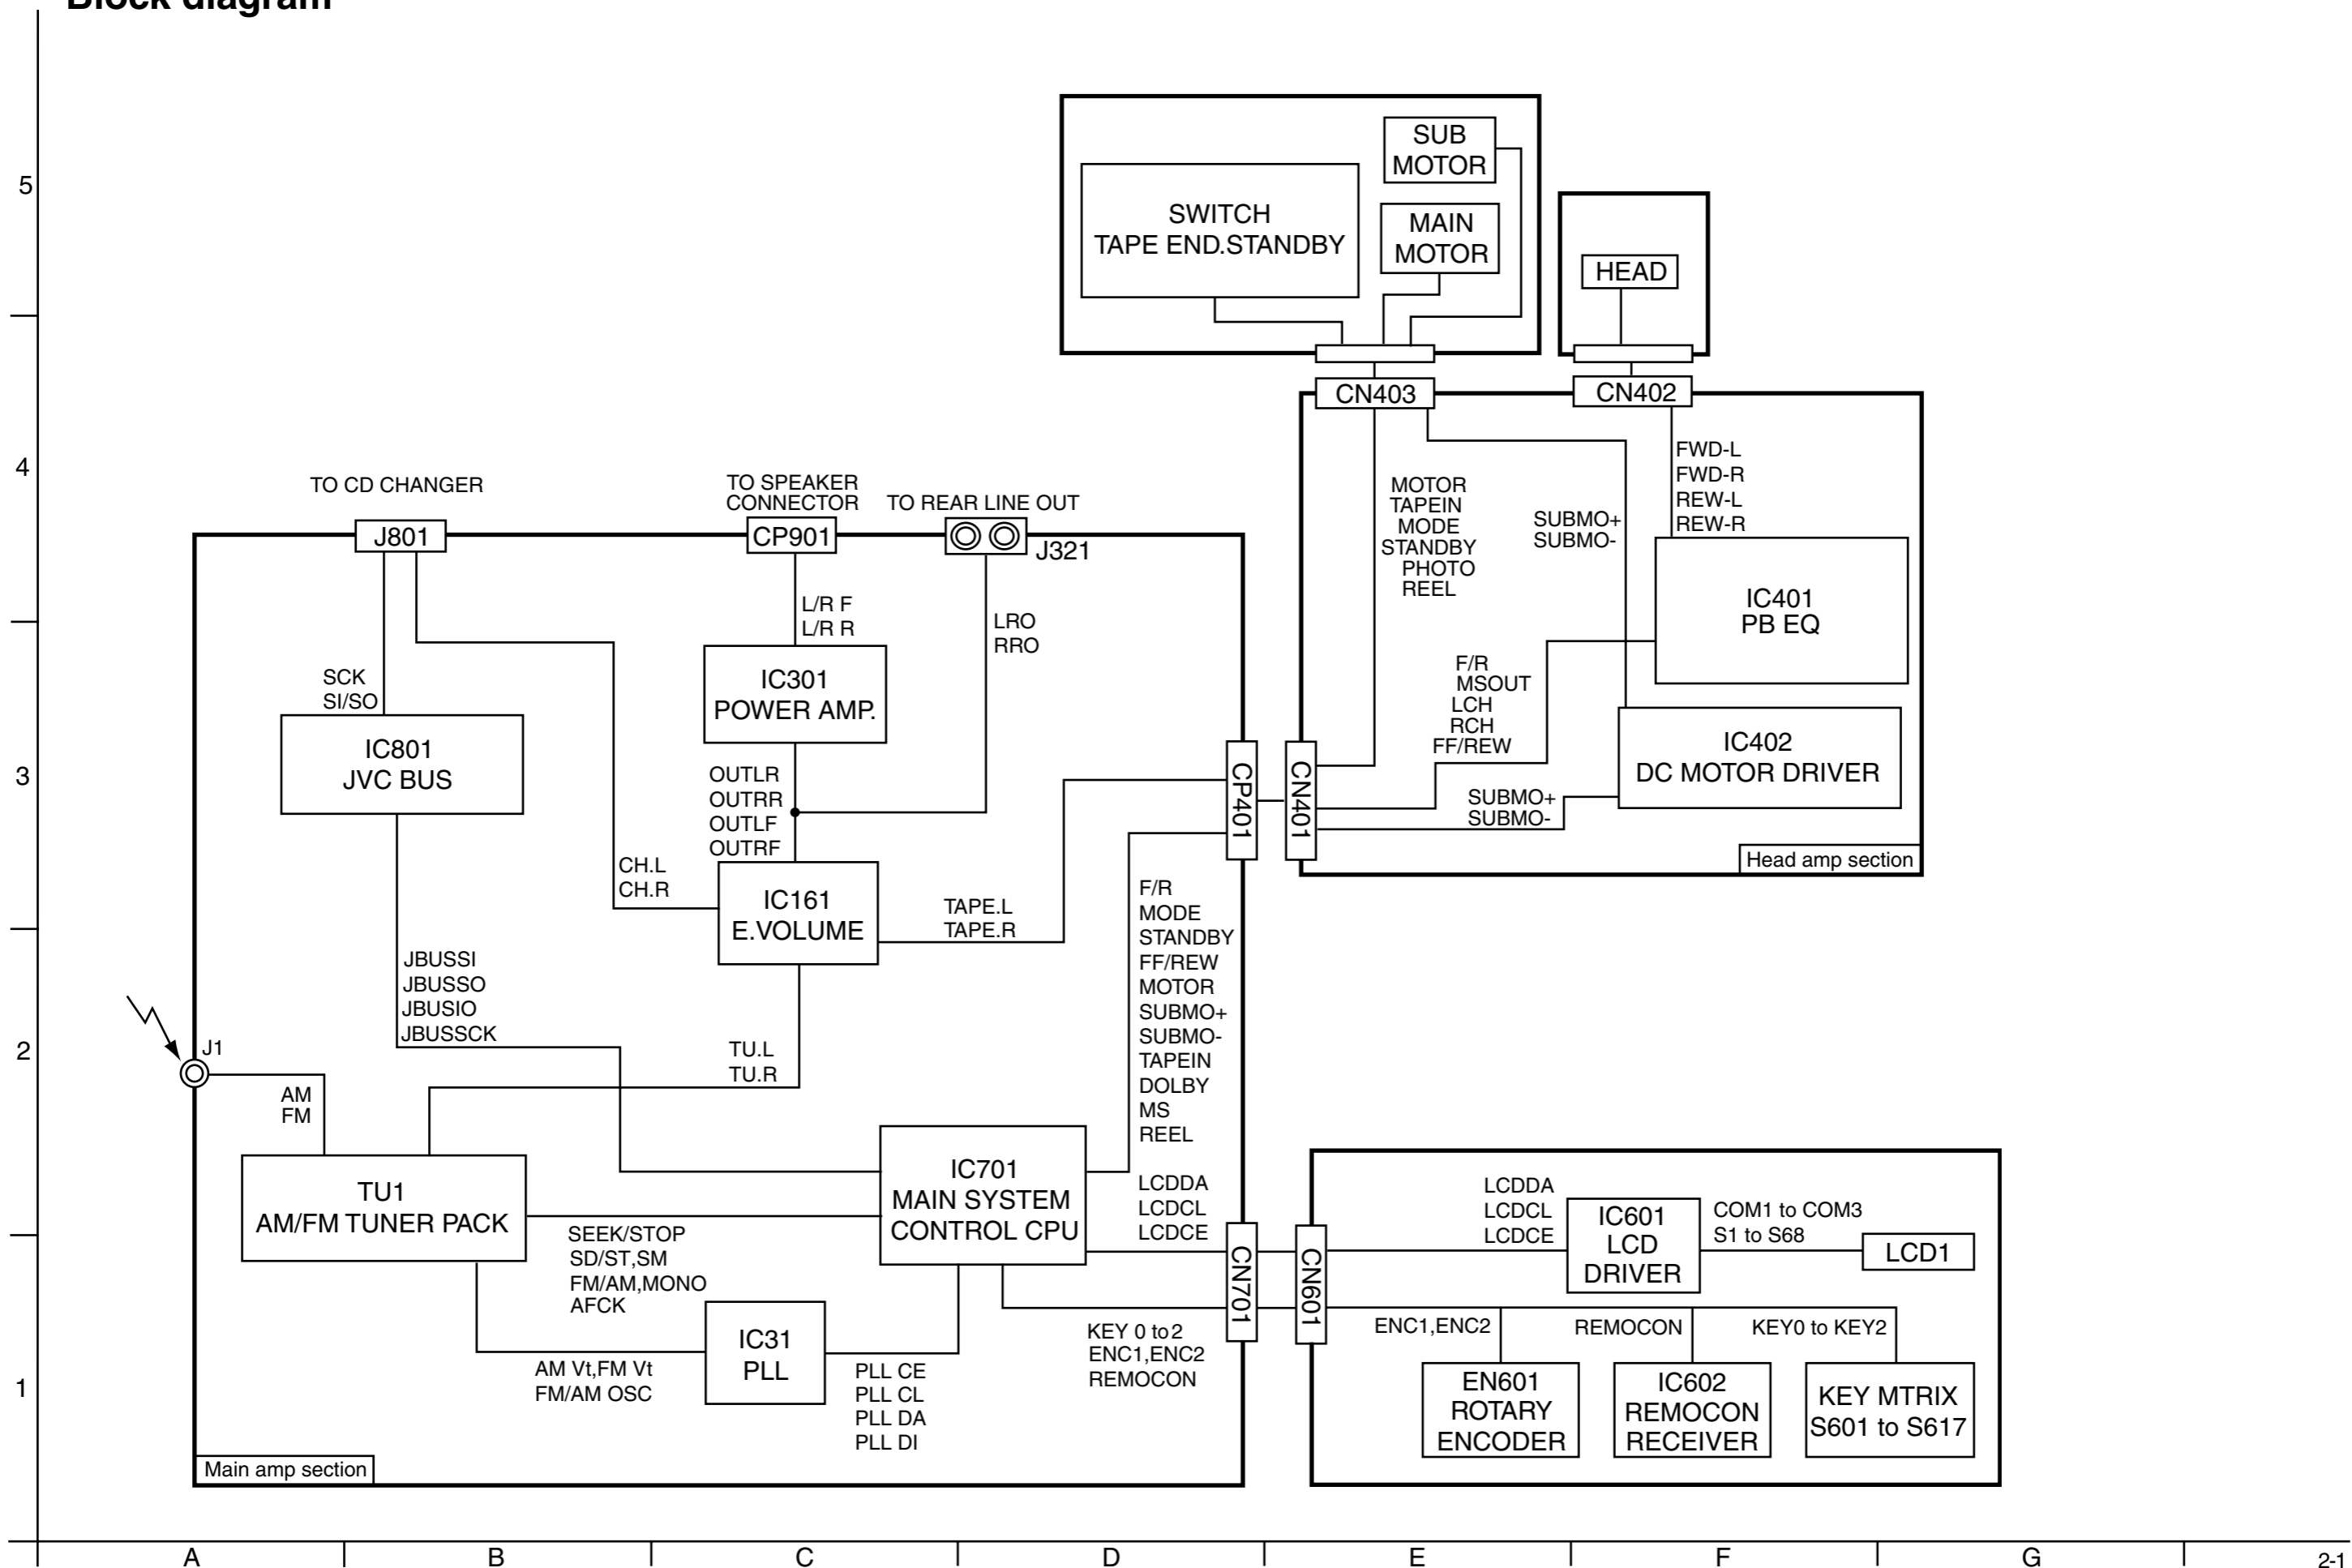 Block diagram
5
SUB
MOTOR
SWITCH
TAPE END.STANDBY
MAIN
MOTOR
HEAD
4
CN403
CN402
FWD-L
FWD-R
REW-L
REW-R
TO CD CHANGER
TO SPEAKER
CONNECTOR
TO REAR LINE OUT
J801
CP901
J321
MOTOR
TAPEIN
MODE
STANDBY
PHOTO
REEL
SUBMO+
SUBMO-
IC401
PB EQ
L/R F
L/R R
LRO
RRO
SCK
SI/SO
IC301
POWER AMP.
F/R
MSOUT
LCH
RCH
FF/REW
3
IC801
JVC BUS
OUTLR
OUTRR
OUTLF
OUTRF
CP401
CN401
IC402
DC MOTOR DRIVER
SUBMO+
SUBMO-
Head amp section
CH.L
CH.R
IC161
E.VOLUME
TAPE.L
TAPE.R
F/R
MODE
STANDBY
FF/REW
MOTOR
SUBMO+
SUBMO-
TAPEIN
DOLBY
MS
REEL
2
JBUSSI
JBUSSO
JBUSIO
JBUSSCK
J1
AM
FM
TU.L
TU.R
TU1
AM/FM TUNER PACK
IC701
MAIN SYSTEM
CONTROL CPU
LCDDA
LCDCL
LCDCE
LCDDA
LCDCL
LCDCE
IC601
LCD
DRIVER
COM1 to COM3
S1 to S68
LCD1
SEEK/STOP
SD/ST,SM
FM/AM,MONO
AFCK
CN701
CN601
1
IC31
PLL
AM Vt,FM Vt
FM/AM OSC
PLL CE
PLL CL
PLL DA
PLL DI
KEY 0 to2
ENC1,ENC2
REMOCON
ENC1,ENC2
REMOCON
KEY0 to KEY2
EN601
ROTARY
ENCODER
IC602
REMOCON
RECEIVER
KEY MTRIX
S601 to S617
Main amp section
A
B
C
D
E
F
G
2-1